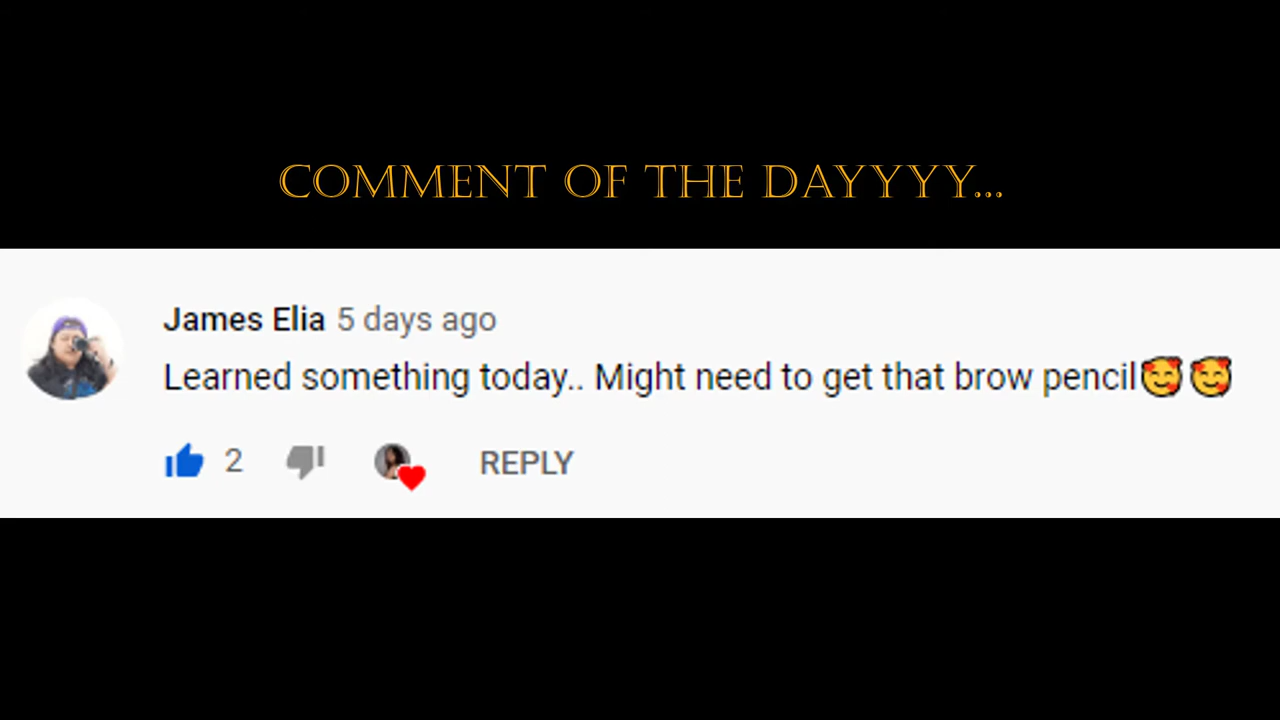 COMMENT OF THE DAYYYY...
James Elia 5 days ago
Learned something today.. Might need to get that brow pencil🥰🥰
2 REPLY